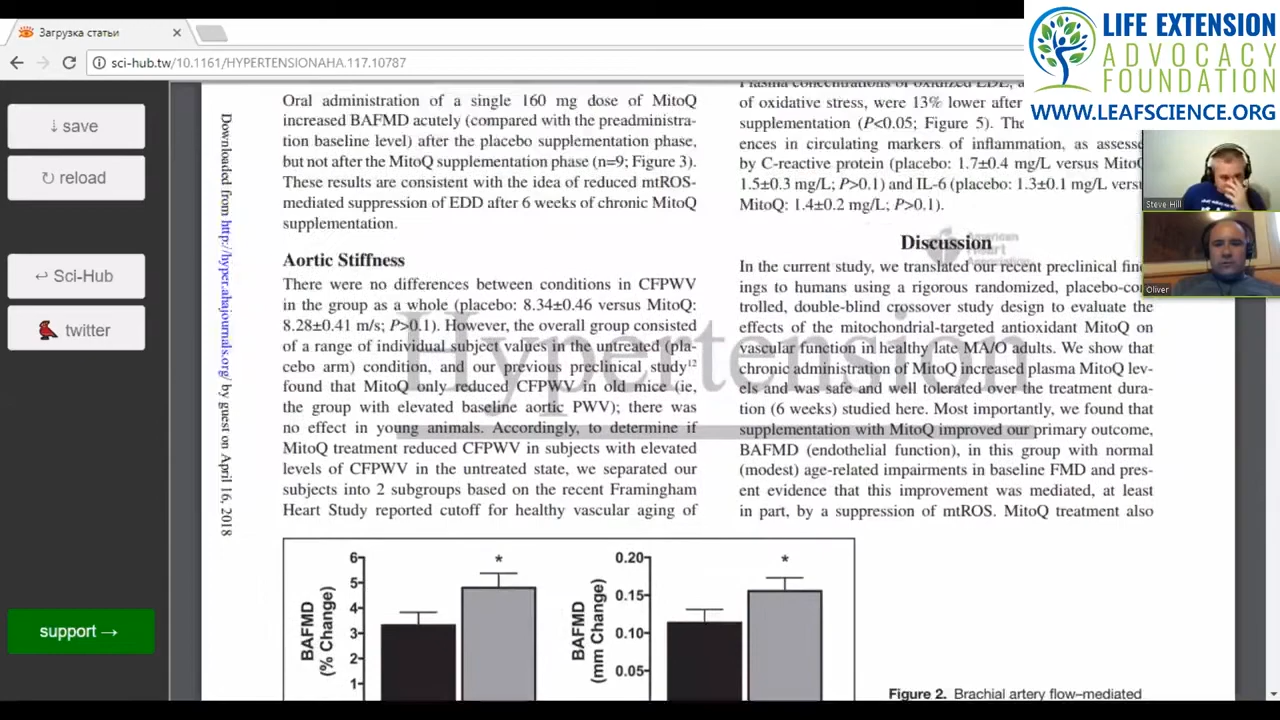 Загрузка статьи
sci-hub.tw/10.1161/HYPERTENSIONAHA.117.10787
LIFE EXTENSION
ADVOCACY
FOUNDATION
WWW.LEAFSCIENCE.ORG
Steve Hill
Oliver
↓ save
↻ reload
↩ Sci-Hub
twitter
support →
Downloaded from http://hyper.ahajournals.org/ by guest on April 16, 2018
Oral administration of a single 160 mg dose of MitoQ
increased BAFMD acutely (compared with the preadministra-
tion baseline level) after the placebo supplementation phase,
but not after the MitoQ supplementation phase (n=9; Figure 3).
These results are consistent with the idea of reduced mtROS-
mediated suppression of EDD after 6 weeks of chronic MitoQ
supplementation.
Aortic Stiffness
There were no differences between conditions in CFPWV
in the group as a whole (placebo: 8.34±0.46 versus MitoQ:
8.28±0.41 m/s; P>0.1). However, the overall group consisted
of a range of individual subject values in the untreated (pla-
cebo arm) condition, and our previous preclinical study12
found that MitoQ only reduced CFPWV in old mice (ie,
the group with elevated baseline aortic PWV); there was
no effect in young animals. Accordingly, to determine if
MitoQ treatment reduced CFPWV in subjects with elevated
levels of CFPWV in the untreated state, we separated our
subjects into 2 subgroups based on the recent Framingham
Heart Study reported cutoff for healthy vascular aging of
of oxidative stress, were 13% lower after
supplementation (P<0.05; Figure 5). The
ences in circulating markers of inflammation, as assesse
by C-reactive protein (placebo: 1.7±0.4 mg/L versus Mito
1.5±0.3 mg/L; P>0.1) and IL-6 (placebo: 1.3±0.1 mg/L versu
MitoQ: 1.4±0.2 mg/L; P>0.1).
American
Heart
Association
Discussion
In the current study, we translated our recent preclinical find
ings to humans using a rigorous randomized, placebo-co
trolled, double-blind crossover study design to evaluate the
effects of the mitochondrial-targeted antioxidant MitoQ on
vascular function in healthy late MA/O adults. We show that
chronic administration of MitoQ increased plasma MitoQ lev-
els and was safe and well tolerated over the treatment dura-
tion (6 weeks) studied here. Most importantly, we found that
supplementation with MitoQ improved our primary outcome,
BAFMD (endothelial function), in this group with normal
(modest) age-related impairments in baseline FMD and pres-
ent evidence that this improvement was mediated, at least
in part, by a suppression of mtROS. MitoQ treatment also
Hypertension
BAFMD
(% Change)
6
5
4
3
2
1
*
BAFMD
(mm Change)
0.20
0.15
0.10
0.05
*
Figure 2. Brachial artery flow–mediated